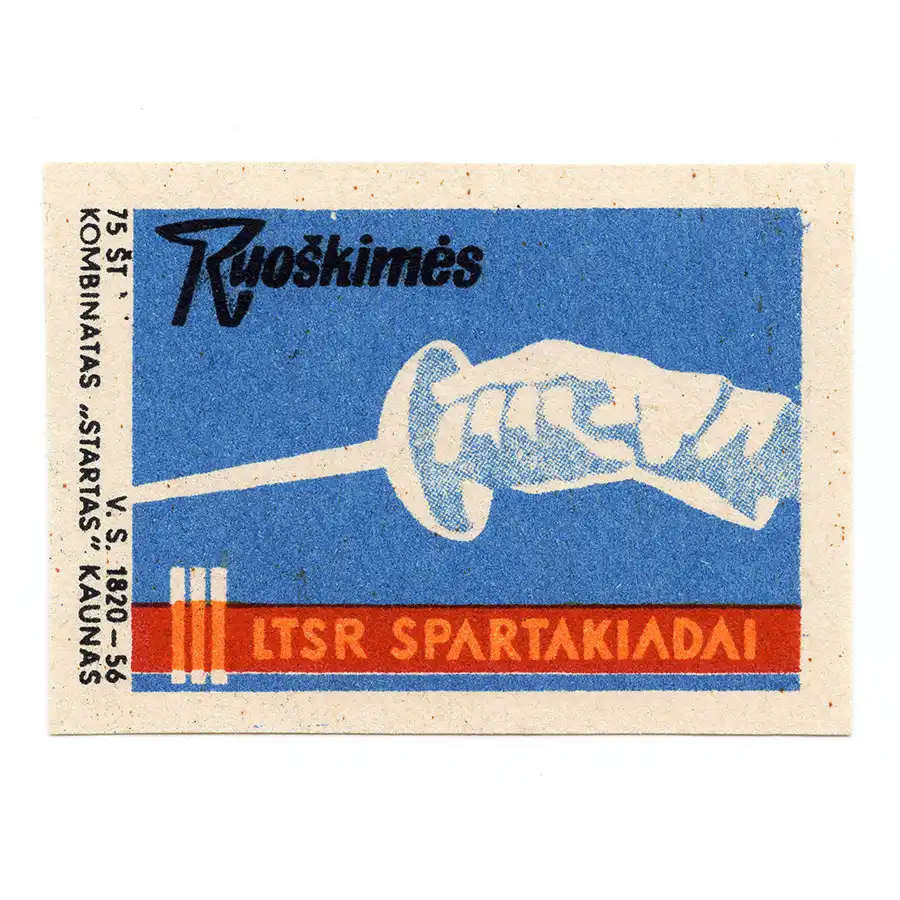 Ruoškimės
III LTSR SPARTAKIADAI
75 ŠT. V. S. 1820–56
KOMBINATAS „STARTAS“ KAUNAS